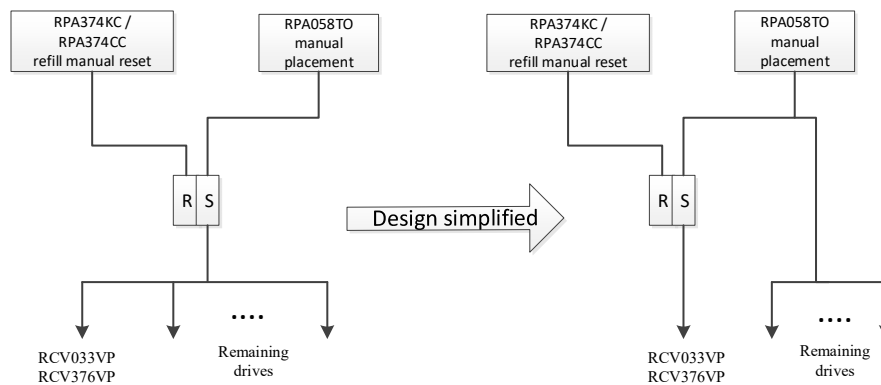 RPA374KC /
RPA374CC
refill manual reset
RPA058TO
manual
placement
R S
....
RCV033VP
RCV376VP
Remaining
drives
Design simplified
RPA374KC /
RPA374CC
refill manual reset
RPA058TO
manual
placement
R S
....
RCV033VP
RCV376VP
Remaining
drives